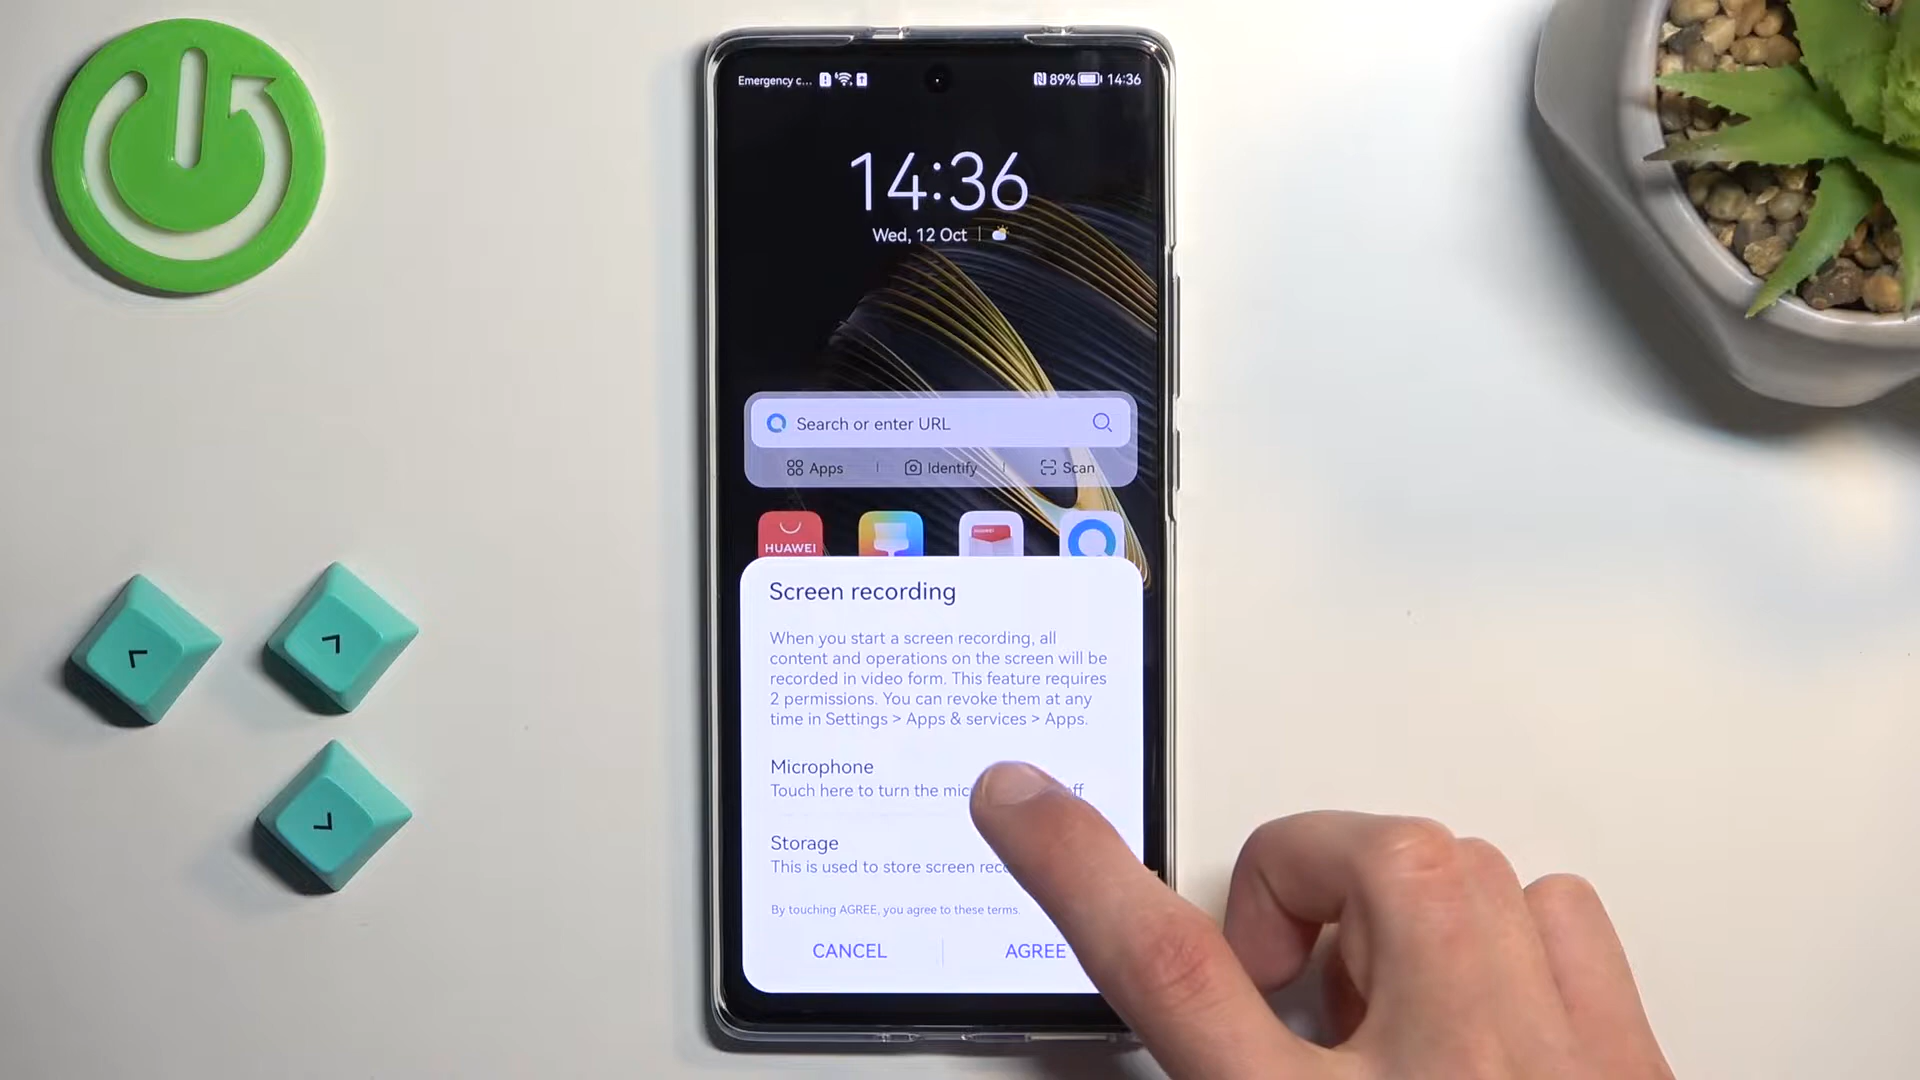 Emergency c...
89% 14:36
14:36
Wed, 12 Oct
Search or enter URL
Apps Identify Scan
HUAWEI HUAWEI
Screen recording
When you start a screen recording, all
content and operations on the screen will be
recorded in video form. This feature requires
2 permissions. You can revoke them at any
time in Settings > Apps & services > Apps.
Microphone
Touch here to turn the off
Storage
This is used to store screen
By touching AGREE, you agree to these terms.
CANCEL AGREE